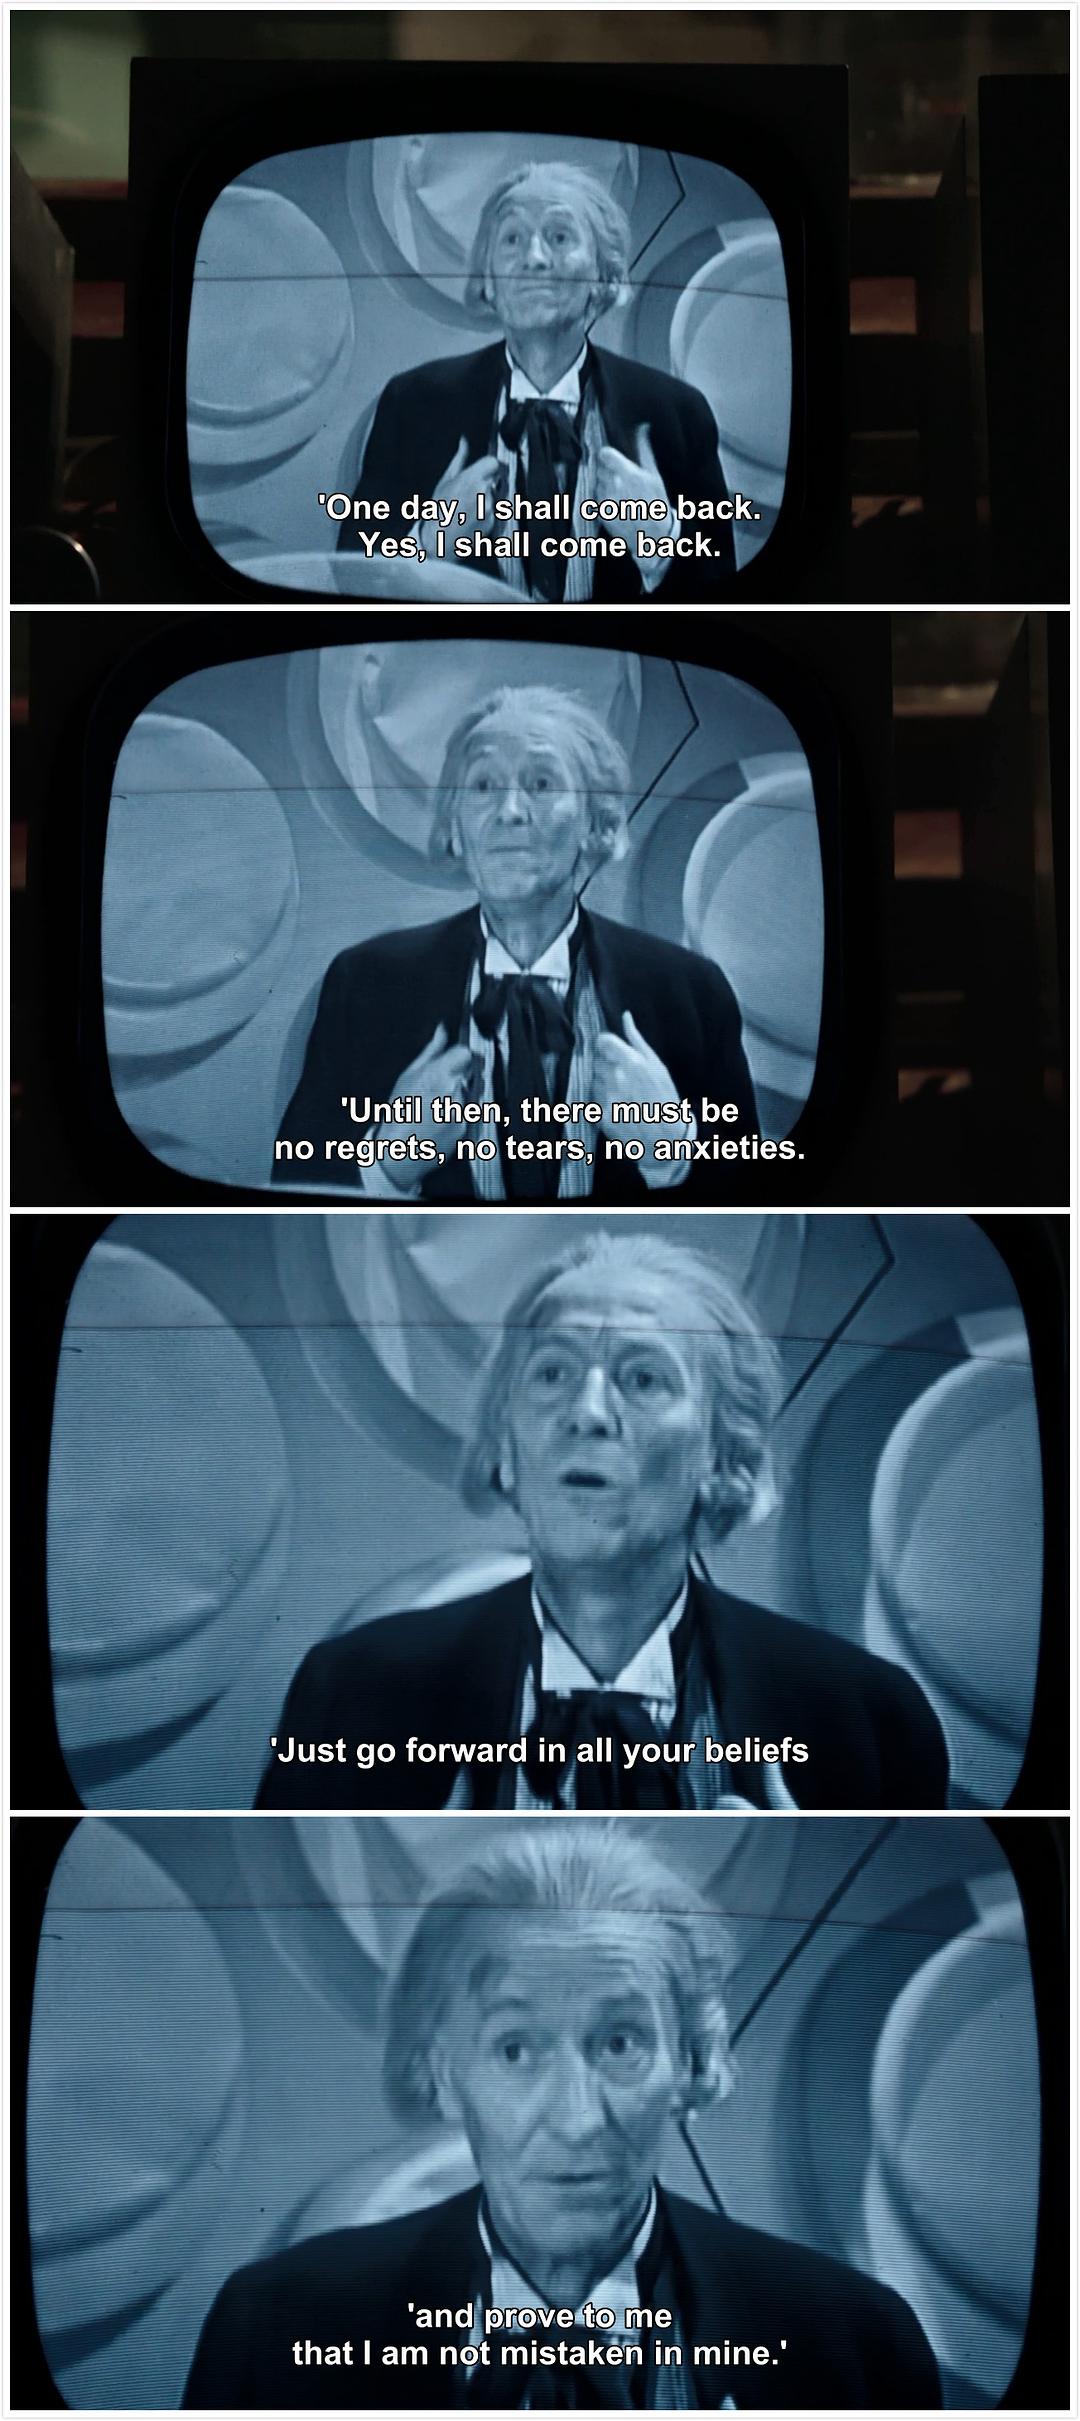 'One day, I shall come back.
Yes, I shall come back.
'Until then, there must be
no regrets, no tears, no anxieties.
'Just go forward in all your beliefs
'and prove to me
that I am not mistaken in mine.'